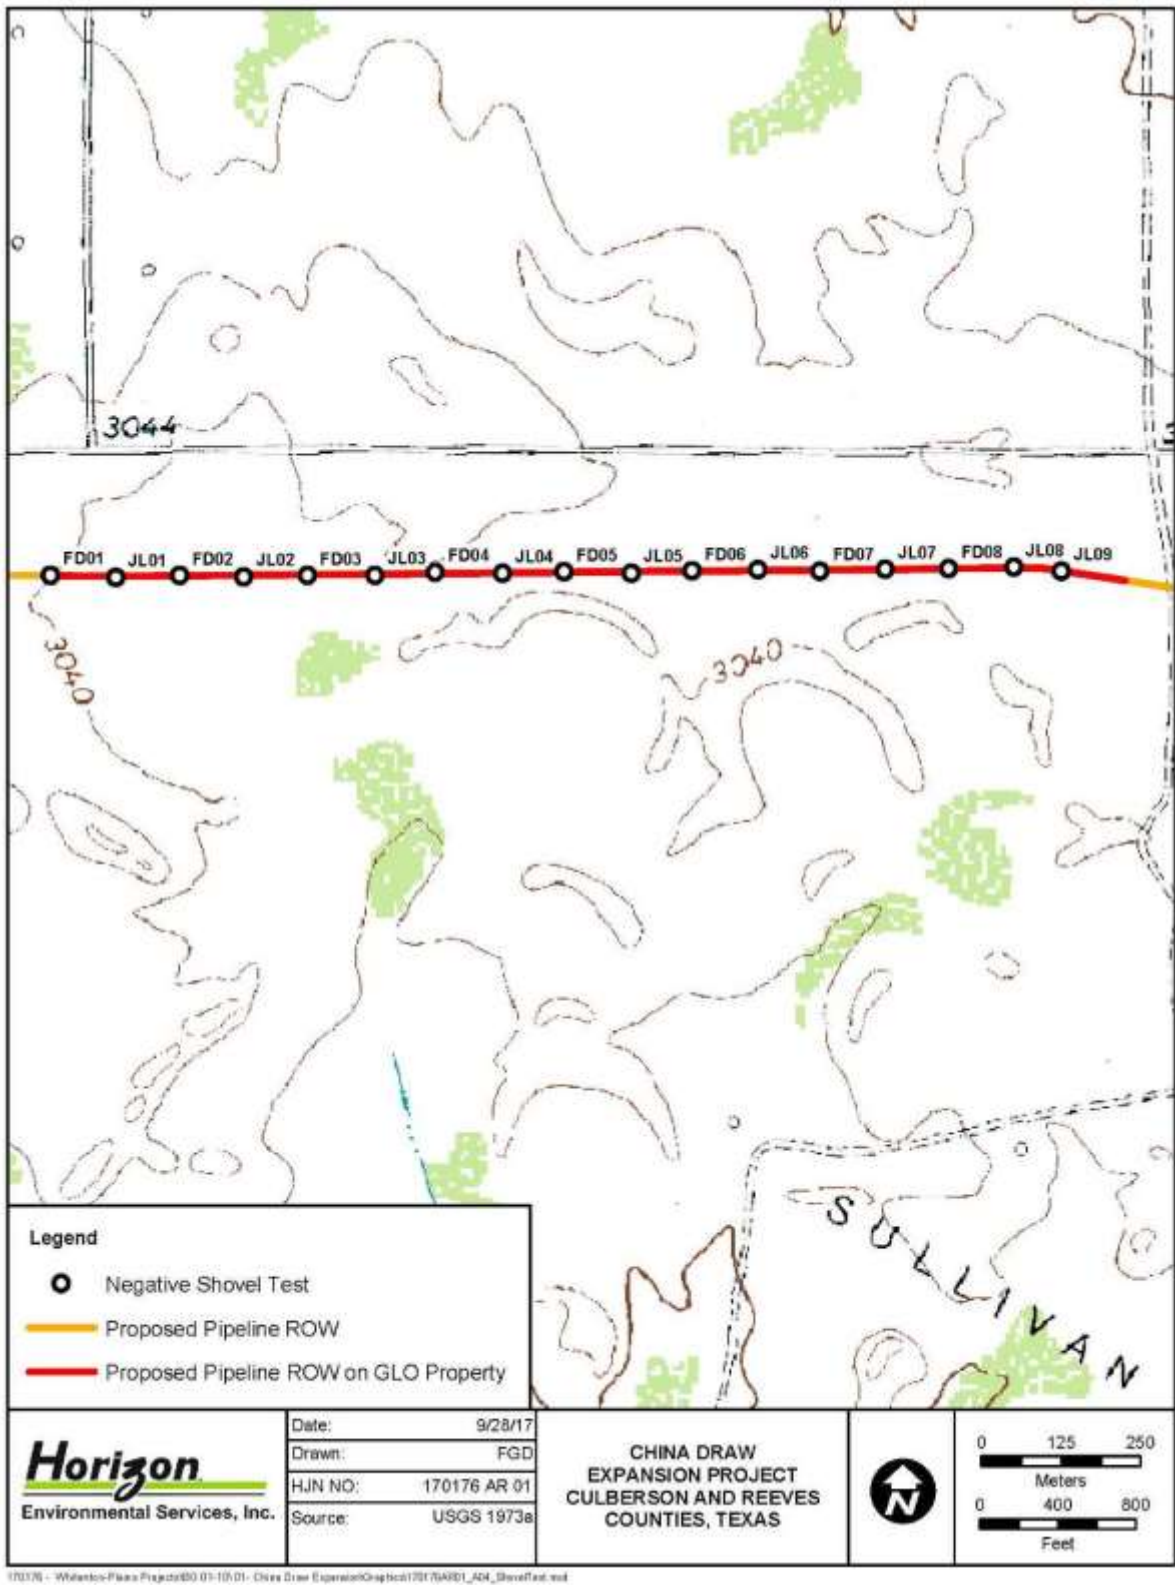 3044
FD01 JL01 FD02 JL02 FD03 JL03 FD04 JL04 FD05 JL05 FD06 JL06 FD07 JL07 FD08 JL08 JL09
3040
3040
SULLIVAN
Legend
Negative Shovel Test
Proposed Pipeline ROW
Proposed Pipeline ROW on GLO Property
Horizon
Environmental Services, Inc.
Date: 9/28/17
Drawn: FGD
HJN NO: 170176 AR 01
Source: USGS 1973a
CHINA DRAW
EXPANSION PROJECT
CULBERSON AND REEVES
COUNTIES, TEXAS
N
0 125 250
Meters
0 400 800
Feet